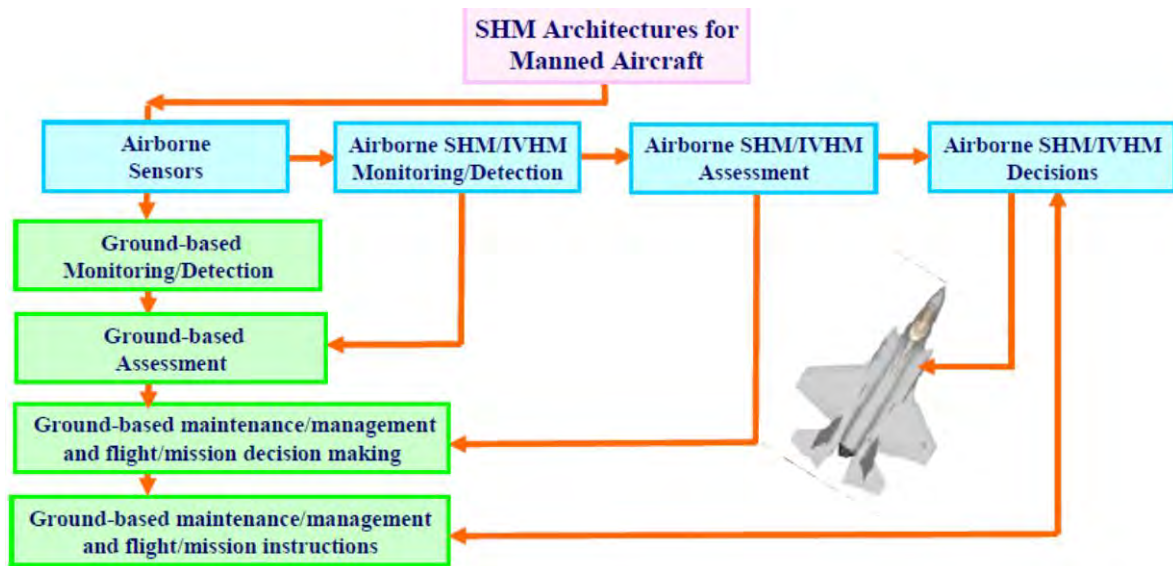 SHM Architectures for
Manned Aircraft
Airborne
Sensors
Airborne SHM/IVHM
Monitoring/Detection
Airborne SHM/IVHM
Assessment
Airborne SHM/IVHM
Decisions
Ground-based
Monitoring/Detection
Ground-based
Assessment
Ground-based maintenance/management
and flight/mission decision making
Ground-based maintenance/management
and flight/mission instructions